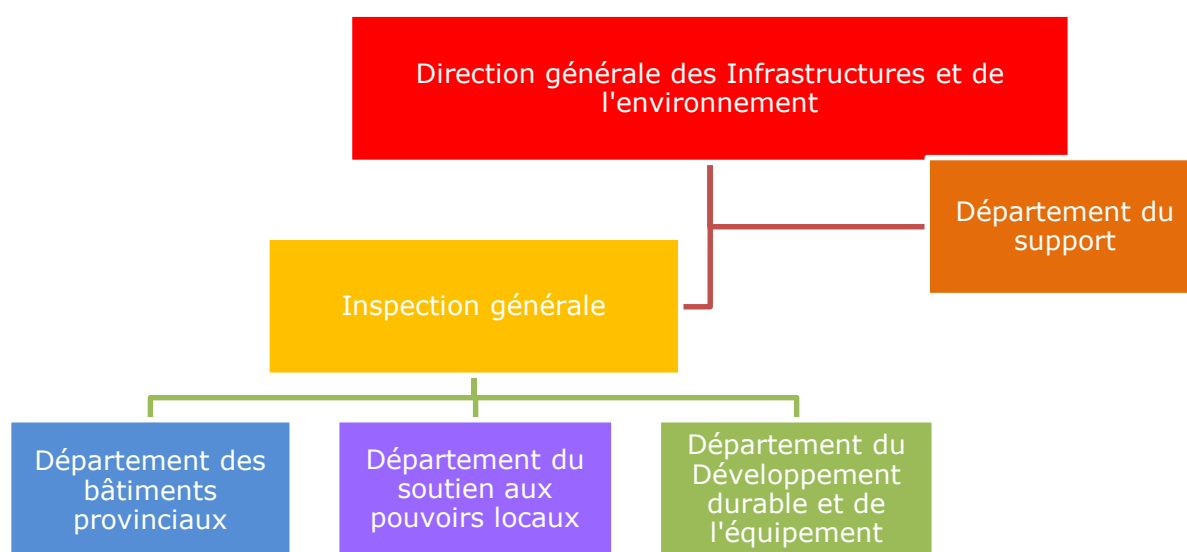 Direction générale des Infrastructures et de
l'environnement
Département du
support
Inspection générale
Département des
bâtiments
provinciaux
Département du
soutien aux
pouvoirs locaux
Département du
Développement
durable et de
l'équipement